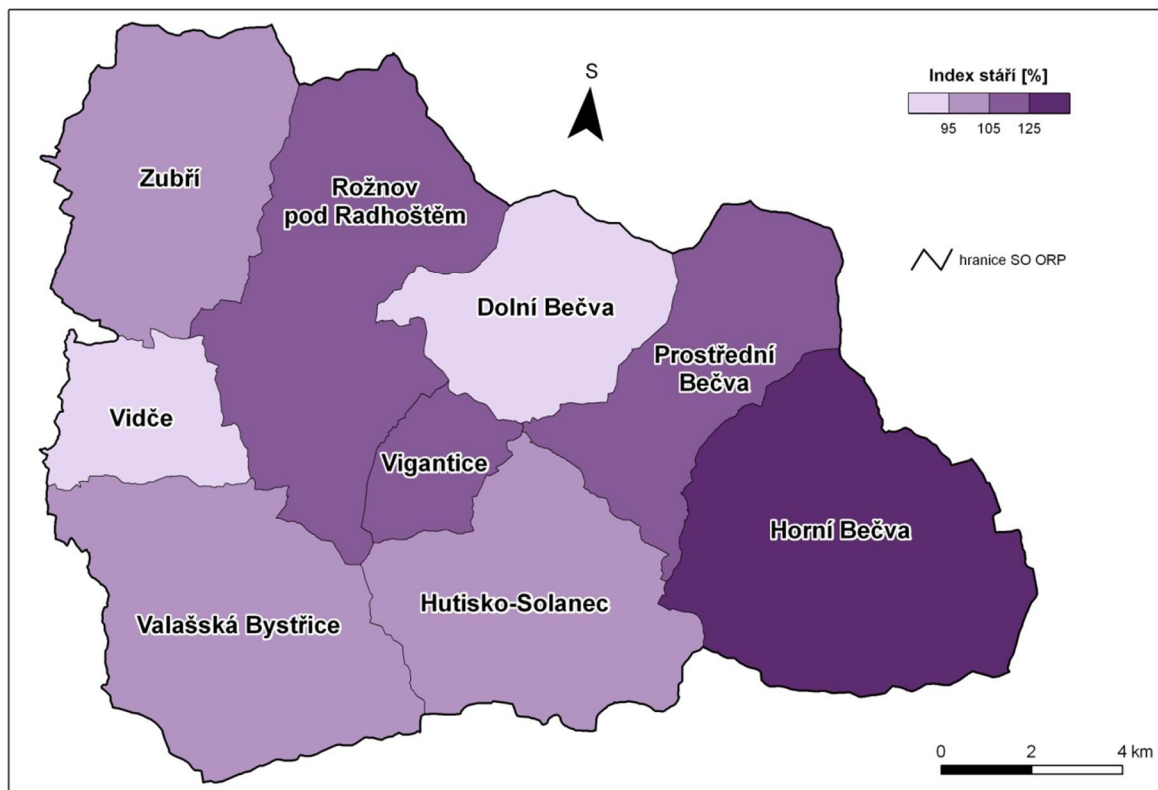 S
Index stáří [%]
95 105 125
Zubří
Rožnov
pod Radhoštěm
hranice SO ORP
Dolní Bečva
Prostřední
Bečva
Vidče
Vigantice
Horní Bečva
Hutisko-Solanec
Valašská Bystřice
0 2 4 km